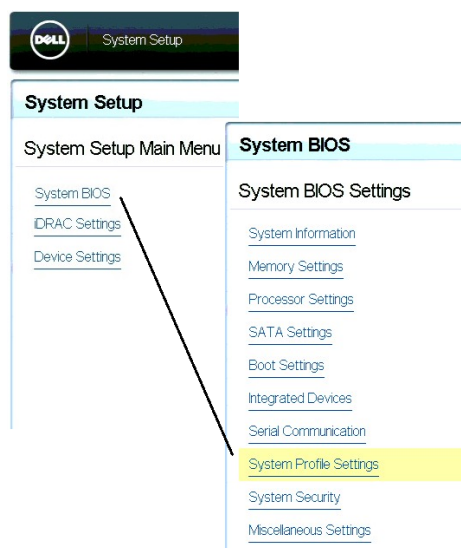 DELL
System Setup
System Setup
System Setup Main Menu
System BIOS
iDRAC Settings
Device Settings
System BIOS
System BIOS Settings
System Information
Memory Settings
Processor Settings
SATA Settings
Boot Settings
Integrated Devices
Serial Communication
System Profile Settings
System Security
Miscellaneous Settings